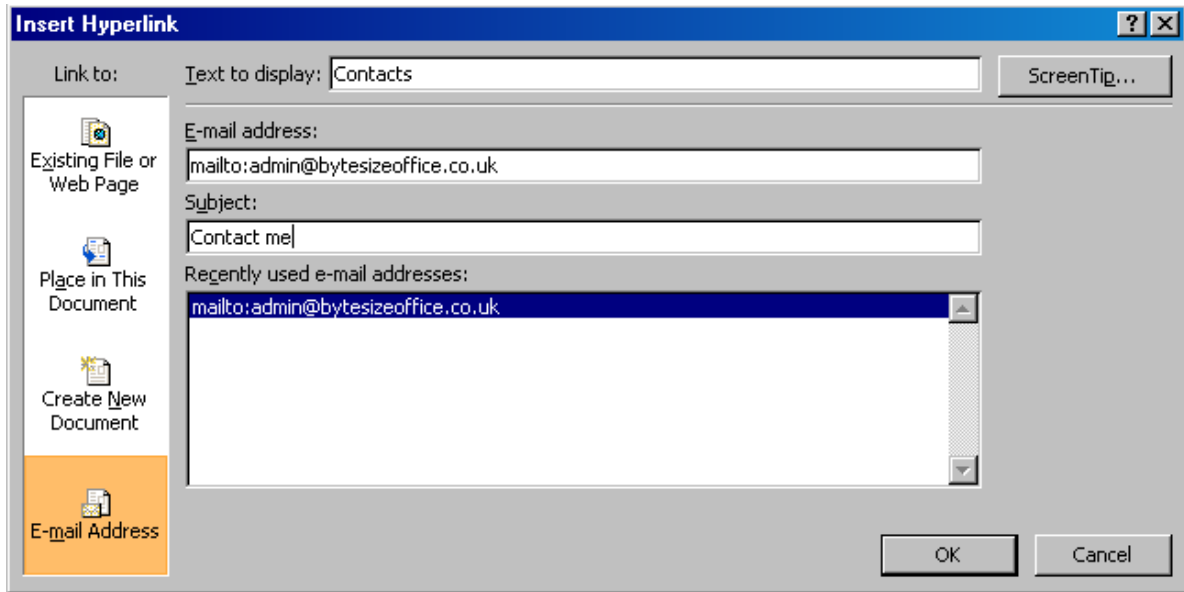 Insert Hyperlink
Link to:
Text to display: Contacts
ScreenTip...
Existing File or
Web Page
Place in This
Document
Create New
Document
E-mail Address
E-mail address:
mailto:admin@bytesizeoffice.co.uk
Subject:
Contact me
Recently used e-mail addresses:
mailto:admin@bytesizeoffice.co.uk
OK
Cancel